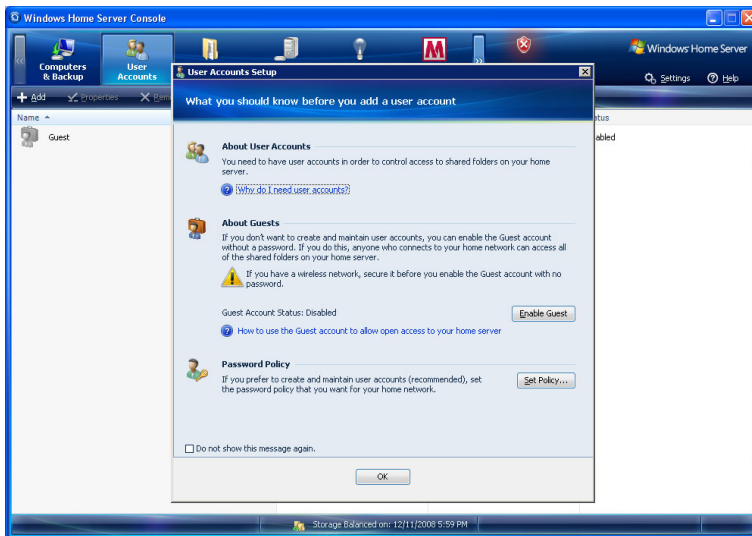 Windows Home Server Console
Computers
& Backup
User
Accounts
Windows Home Server
Settings
Help
Add
Properties
Name
Guest
User Accounts Setup
What you should know before you add a user account
About User Accounts
You need to have user accounts in order to control access to shared folders on your home
server.
Why do I need user accounts?
About Guests
If you don't want to create and maintain user accounts, you can enable the Guest account
without a password. If you do this, anyone who connects to your home network can access all
of the shared folders on your home server.
If you have a wireless network, secure it before you enable the Guest account with no
password.
Guest Account Status: Disabled
Enable Guest
How to use the Guest account to allow open access to your home server
Password Policy
If you prefer to create and maintain user accounts (recommended), set
the password policy that you want for your home network.
Set Policy...
Do not show this message again.
OK
Storage Balanced on: 12/11/2008 5:59 PM